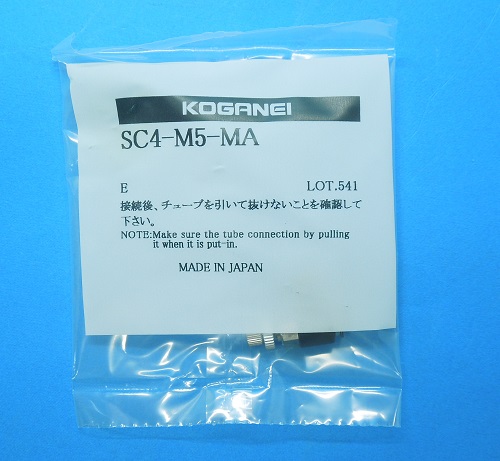 KOGANEI
SC4-M5-MA
E LOT.541
接続後、チューブを引いて抜けないことを確認して
下さい。
NOTE:Make sure the tube connection by pulling
it when it is put-in.
MADE IN JAPAN